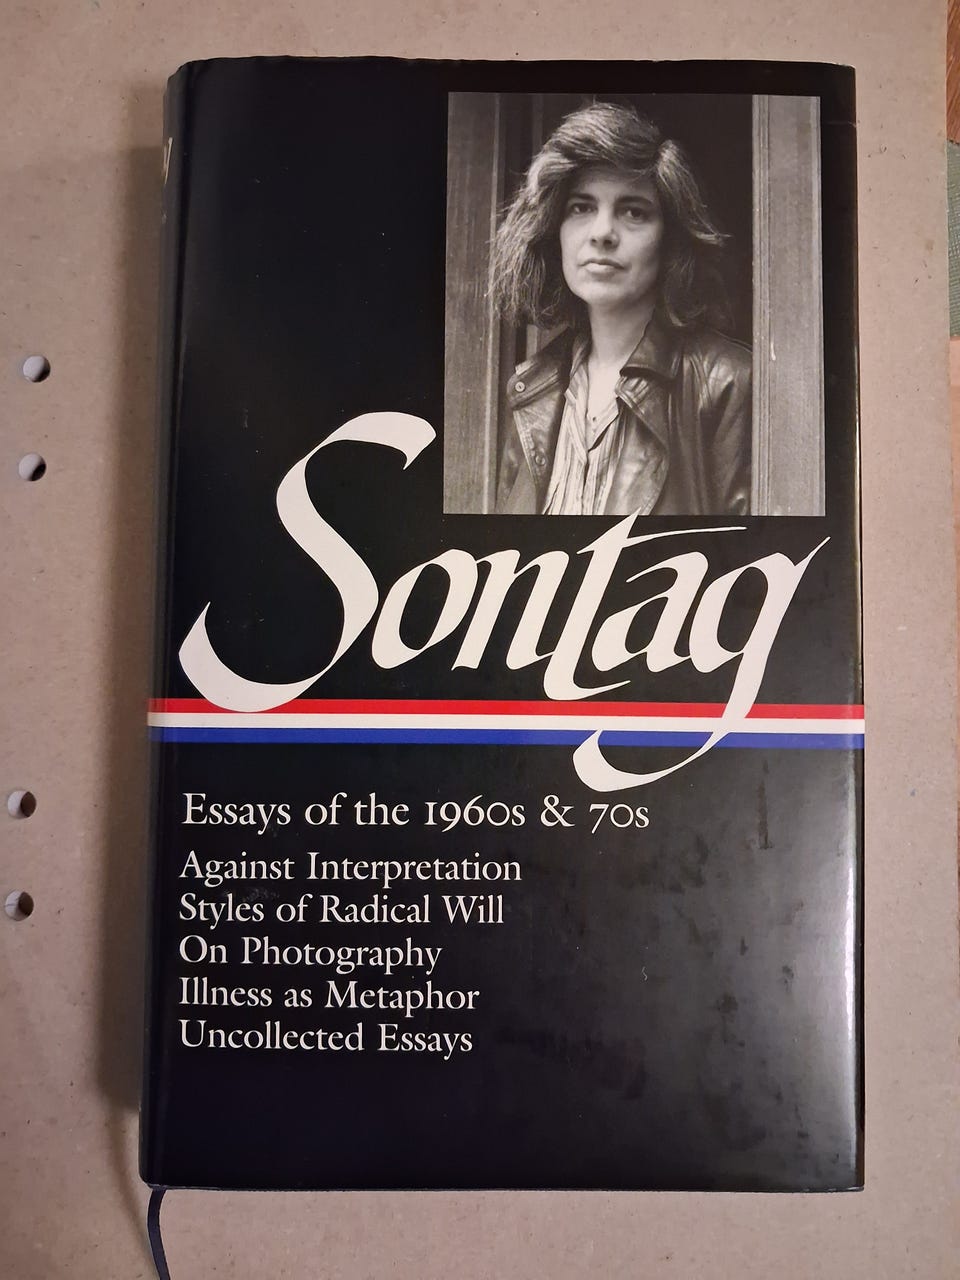 Sontag
Essays of the 1960s & 70s
Against Interpretation
Styles of Radical Will
On Photography
Illness as Metaphor
Uncollected Essays